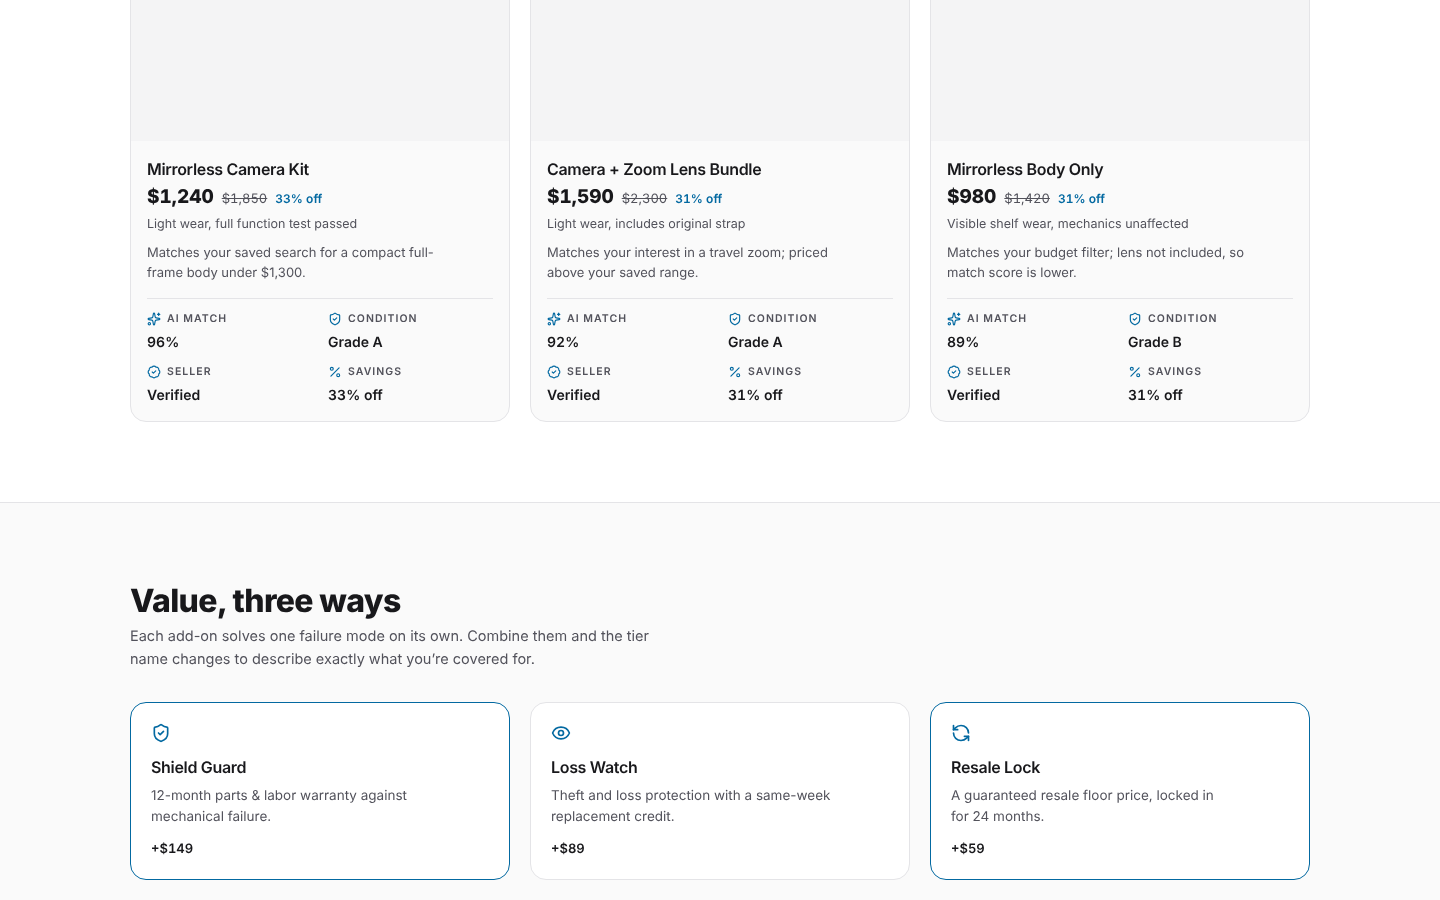 Mirrorless Camera Kit
$1,240 $1,850 33% off
Light wear, full function test passed
Matches your saved search for a compact full-
frame body under $1,300.
AI MATCH
96%
CONDITION
Grade A
SELLER
Verified
SAVINGS
33% off
Camera + Zoom Lens Bundle
$1,590 $2,300 31% off
Light wear, includes original strap
Matches your interest in a travel zoom; priced
above your saved range.
AI MATCH
92%
CONDITION
Grade A
SELLER
Verified
SAVINGS
31% off
Mirrorless Body Only
$980 $1,420 31% off
Visible shelf wear, mechanics unaffected
Matches your budget filter; lens not included, so
match score is lower.
AI MATCH
89%
CONDITION
Grade B
SELLER
Verified
SAVINGS
31% off
Value, three ways
Each add-on solves one failure mode on its own. Combine them and the tier
name changes to describe exactly what you’re covered for.
Shield Guard
12-month parts & labor warranty against
mechanical failure.
+$149
Loss Watch
Theft and loss protection with a same-week
replacement credit.
+$89
Resale Lock
A guaranteed resale floor price, locked in
for 24 months.
+$59